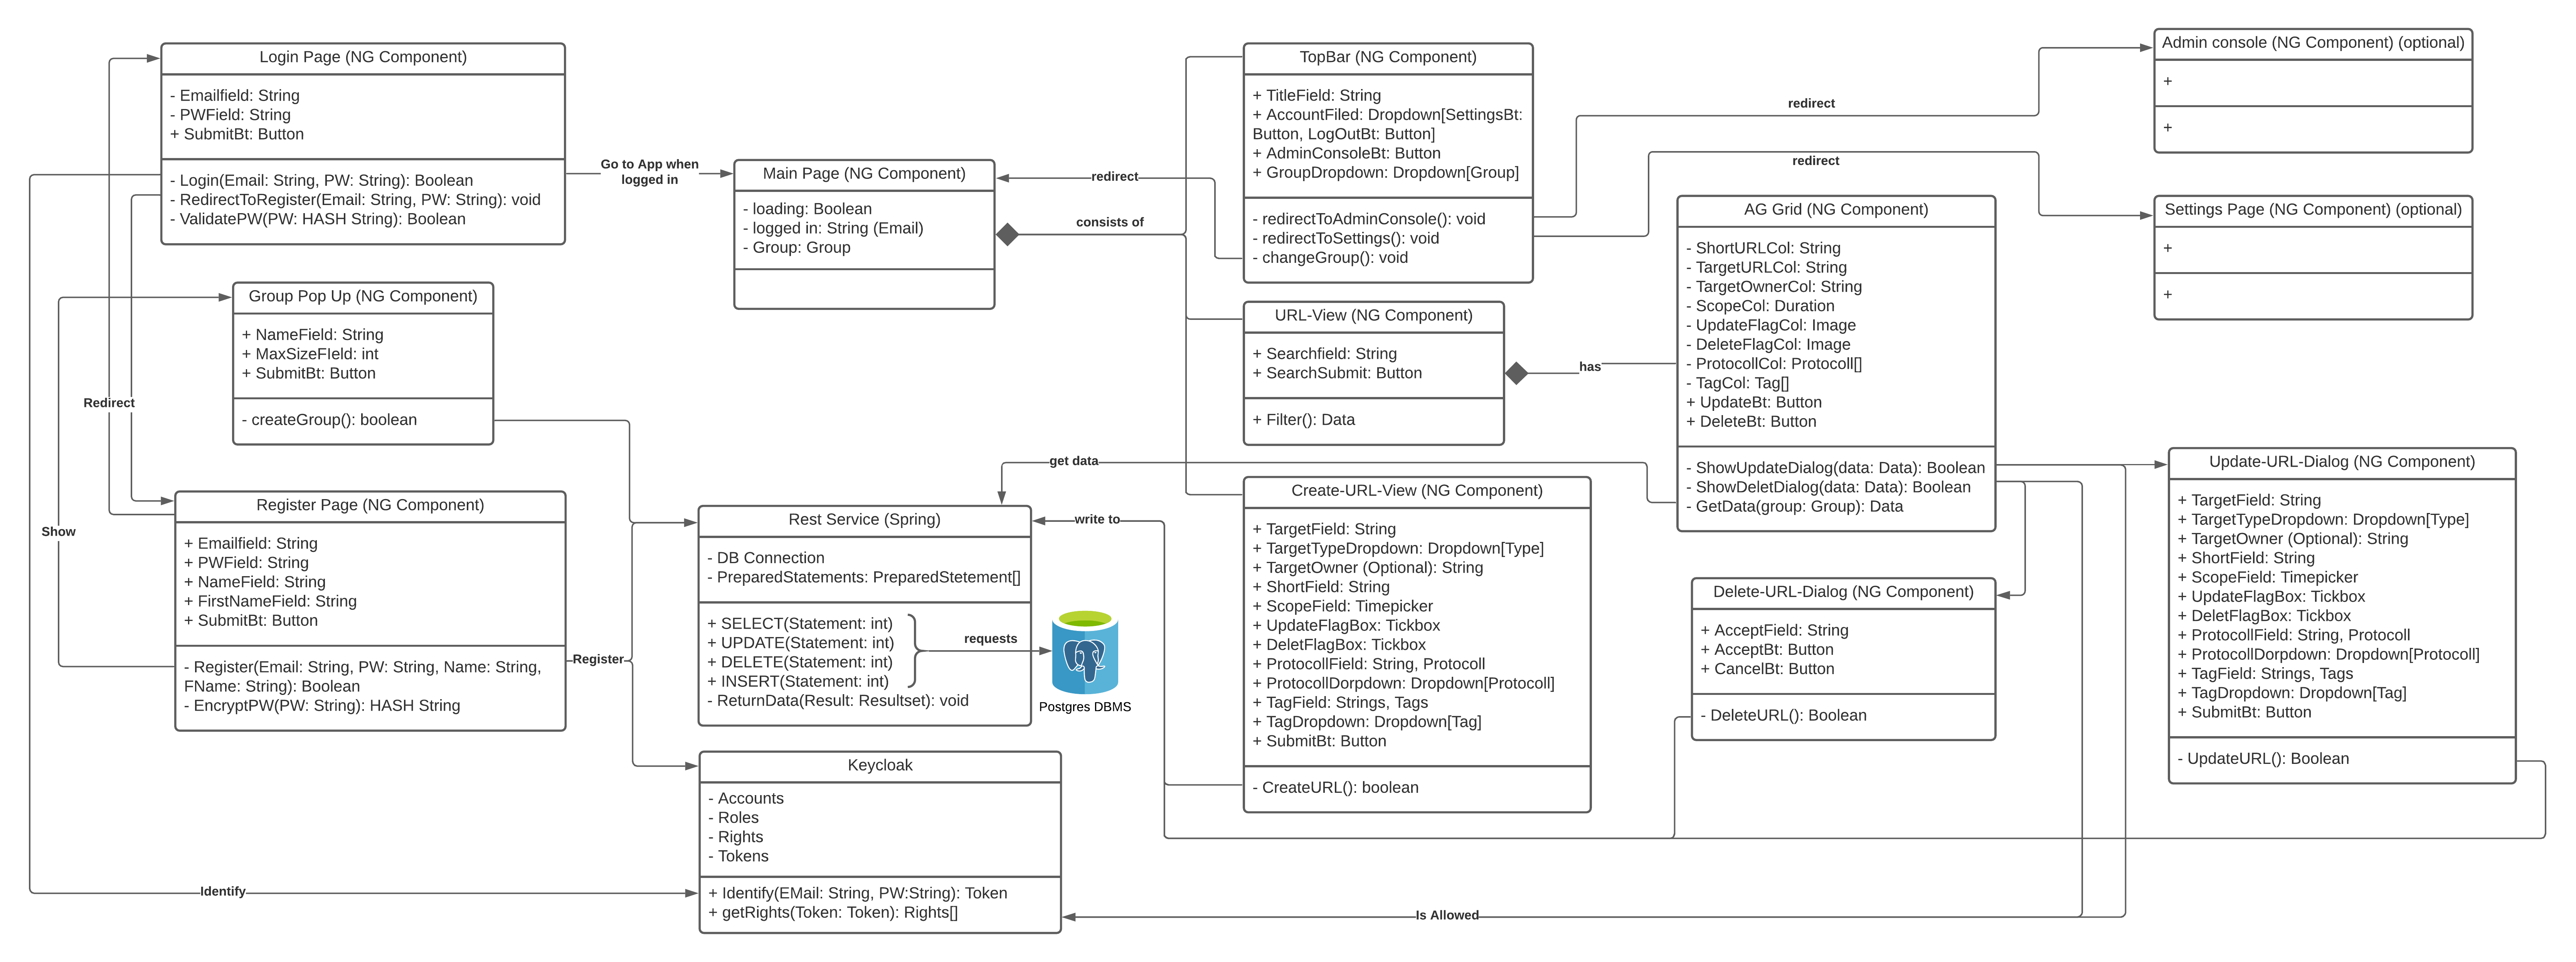 Login Page (NG Component)
- Emailfield: String
- PWField: String
+ SubmitBt: Button
- Login(Email: String, PW: String): Boolean
- RedirectToRegister(Email: String, PW: String): void
- ValidatePW(PW: HASH String): Boolean
Go to App when
logged in
Group Pop Up (NG Component)
+ NameField: String
+ MaxSizeFIeld: int
+ SubmitBt: Button
- createGroup(): boolean
Redirect
Show
Register Page (NG Component)
+ Emailfield: String
+ PWField: String
+ NameField: String
+ FirstNameField: String
+ SubmitBt: Button
- Register(Email: String, PW: String, Name: String,
FName: String): Boolean
- EncryptPW(PW: String): HASH String
Register
Identify
Main Page (NG Component)
- loading: Boolean
- logged in: String (Email)
- Group: Group
redirect
consists of
get data
Rest Service (Spring)
- DB Connection
- PreparedStatements: PreparedStetement[]
+ SELECT(Statement: int)
+ UPDATE(Statement: int)
+ DELETE(Statement: int)
+ INSERT(Statement: int)
- ReturnData(Result: Resultset): void
write to
requests
Postgres DBMS
Keycloak
- Accounts
- Roles
- Rights
- Tokens
+ Identify(EMail: String, PW:String): Token
+ getRights(Token: Token): Rights[]
TopBar (NG Component)
+ TitleField: String
+ AccountFiled: Dropdown[SettingsBt:
Button, LogOutBt: Button]
+ AdminConsoleBt: Button
+ GroupDropdown: Dropdown[Group]
- redirectToAdminConsole(): void
- redirectToSettings(): void
- changeGroup(): void
URL-View (NG Component)
+ Searchfield: String
+ SearchSubmit: Button
+ Filter(): Data
has
Create-URL-View (NG Component)
+ TargetField: String
+ TargetTypeDropdown: Dropdown[Type]
+ TargetOwner (Optional): String
+ ShortField: String
+ ScopeField: Timepicker
+ UpdateFlagBox: Tickbox
+ DeletFlagBox: Tickbox
+ ProtocollField: String, Protocoll
+ ProtocollDorpdown: Dropdown[Protocoll]
+ TagField: Strings, Tags
+ TagDropdown: Dropdown[Tag]
+ SubmitBt: Button
- CreateURL(): boolean
Is Allowed
redirect
redirect
AG Grid (NG Component)
- ShortURLCol: String
- TargetURLCol: String
- TargetOwnerCol: String
- ScopeCol: Duration
- UpdateFlagCol: Image
- DeleteFlagCol: Image
- ProtocollCol: Protocoll[]
- TagCol: Tag[]
+ UpdateBt: Button
+ DeleteBt: Button
- ShowUpdateDialog(data: Data): Boolean
- ShowDeletDialog(data: Data): Boolean
- GetData(group: Group): Data
Delete-URL-Dialog (NG Component)
+ AcceptField: String
+ AcceptBt: Button
+ CancelBt: Button
- DeleteURL(): Boolean
Admin console (NG Component) (optional)
+
+
Settings Page (NG Component) (optional)
+
+
Update-URL-Dialog (NG Component)
+ TargetField: String
+ TargetTypeDropdown: Dropdown[Type]
+ TargetOwner (Optional): String
+ ShortField: String
+ ScopeField: Timepicker
+ UpdateFlagBox: Tickbox
+ DeletFlagBox: Tickbox
+ ProtocollField: String, Protocoll
+ ProtocollDorpdown: Dropdown[Protocoll]
+ TagField: Strings, Tags
+ TagDropdown: Dropdown[Tag]
+ SubmitBt: Button
- UpdateURL(): Boolean